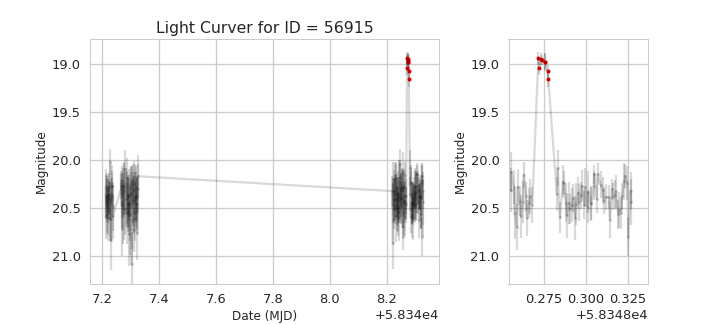 Light Curver for ID = 56915
19.0
19.5
20.0
20.5
21.0
Magnitude
7.2 7.4 7.6 7.8 8.0 8.2
Date (MJD)
+5.834e4
19.0
19.5
20.0
20.5
21.0
Magnitude
0.275 0.300 0.325
+5.8348e4